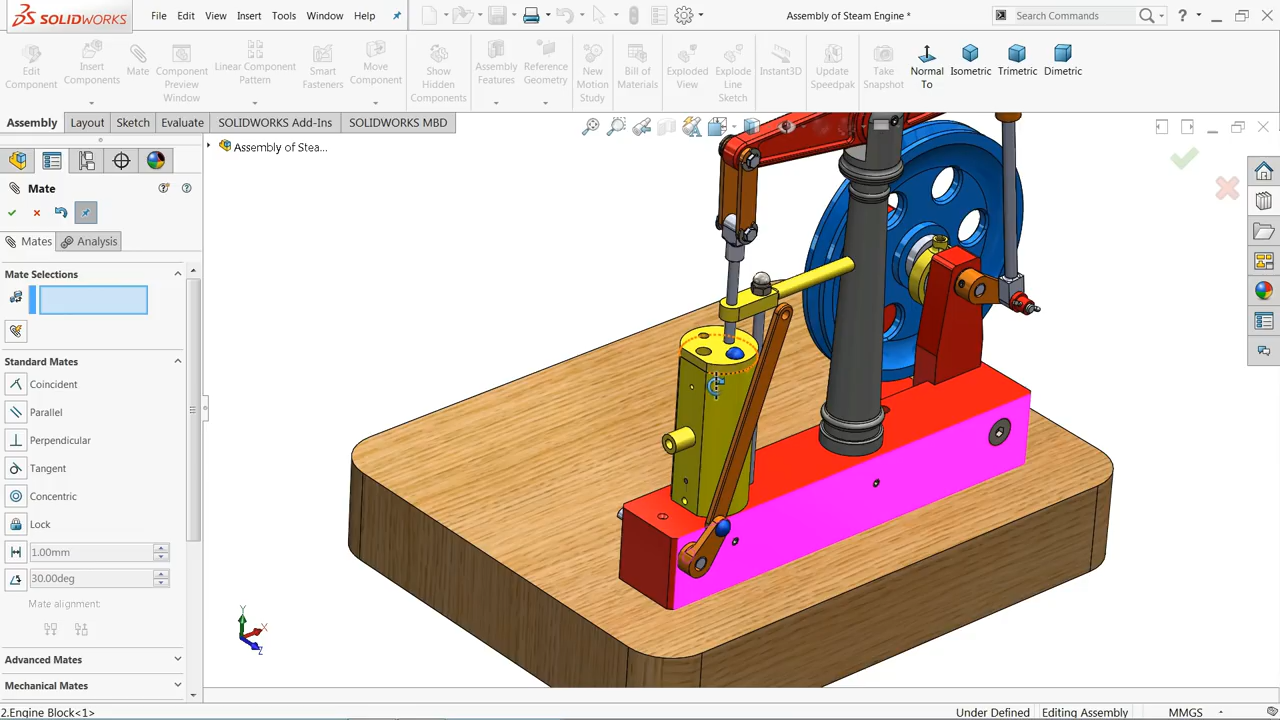 SOLIDWORKS
File Edit View Insert Tools Window Help
Assembly of Steam Engine *
Search Commands
?
Edit Component
Insert Components
Mate
Component Preview Window
Linear Component Pattern
Smart Fasteners
Move Component
Show Hidden Components
Assembly Features
Reference Geometry
New Motion Study
Bill of Materials
Exploded View
Explode Line Sketch
Instant3D
Update Speedpak
Take Snapshot
Normal To
Isometric
Trimetric
Dimetric
Assembly Layout Sketch Evaluate SOLIDWORKS Add-Ins SOLIDWORKS MBD
Assembly of Stea...
Mate
Mates Analysis
Mate Selections
Standard Mates
Coincident
Parallel
Perpendicular
Tangent
Concentric
Lock
1.00mm
30.00deg
Mate alignment:
Advanced Mates
Mechanical Mates
Y
X
Z
2.Engine Block<1>
Under Defined Editing Assembly MMGS